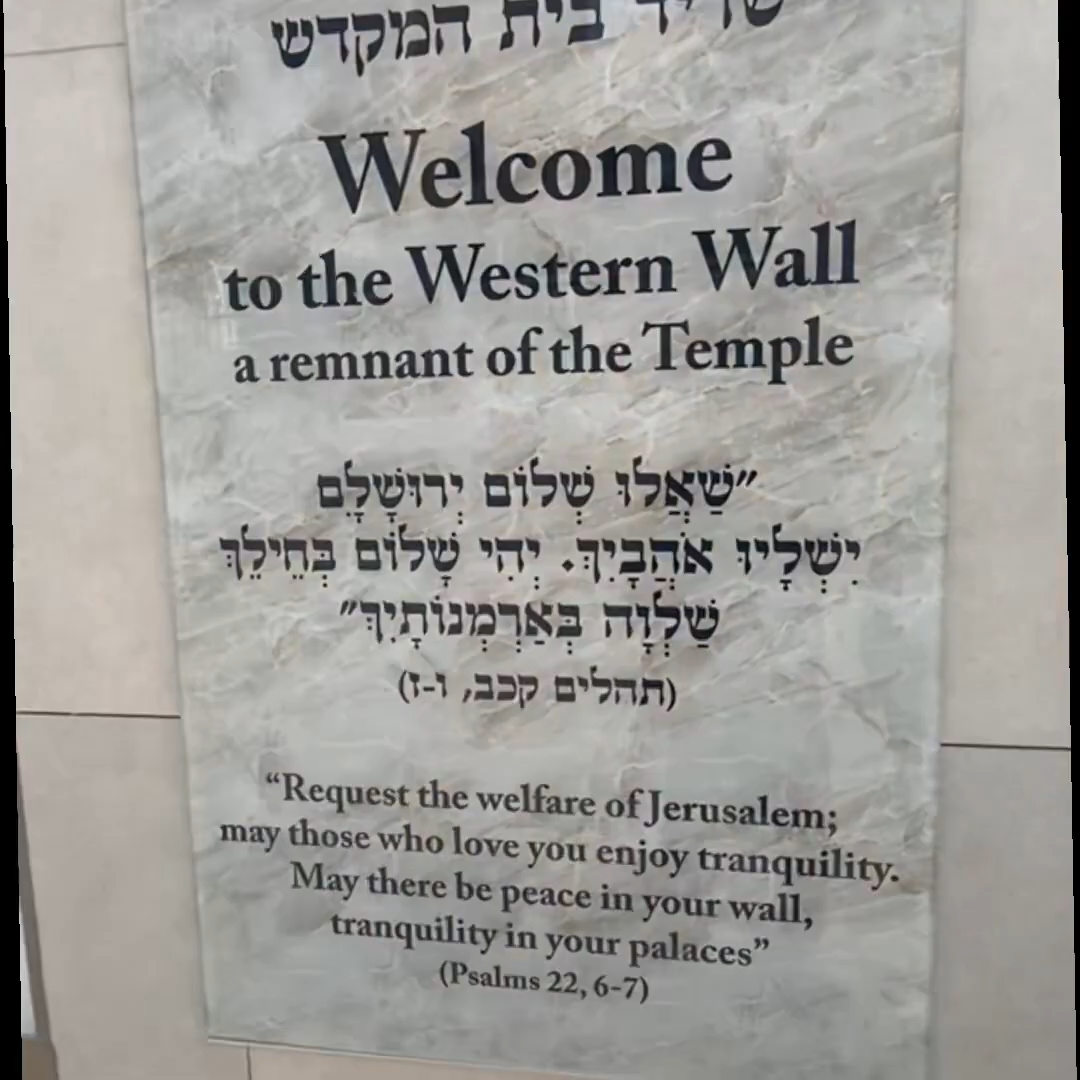 שריד בית המקדש
Welcome
to the Western Wall
a remnant of the Temple
"שַׁאֲלוּ שְׁלוֹם יְרוּשָׁלִָם
יִשְׁלָיוּ אֹהֲבָיִךְ. יְהִי שָׁלוֹם בְּחֵילֵךְ
שַׁלְוָה בְּאַרְמְנוֹתָיִךְ"
(תהלים קכב, ו-ז)
“Request the welfare of Jerusalem;
may those who love you enjoy tranquility.
May there be peace in your wall,
tranquility in your palaces”
(Psalms 22, 6-7)